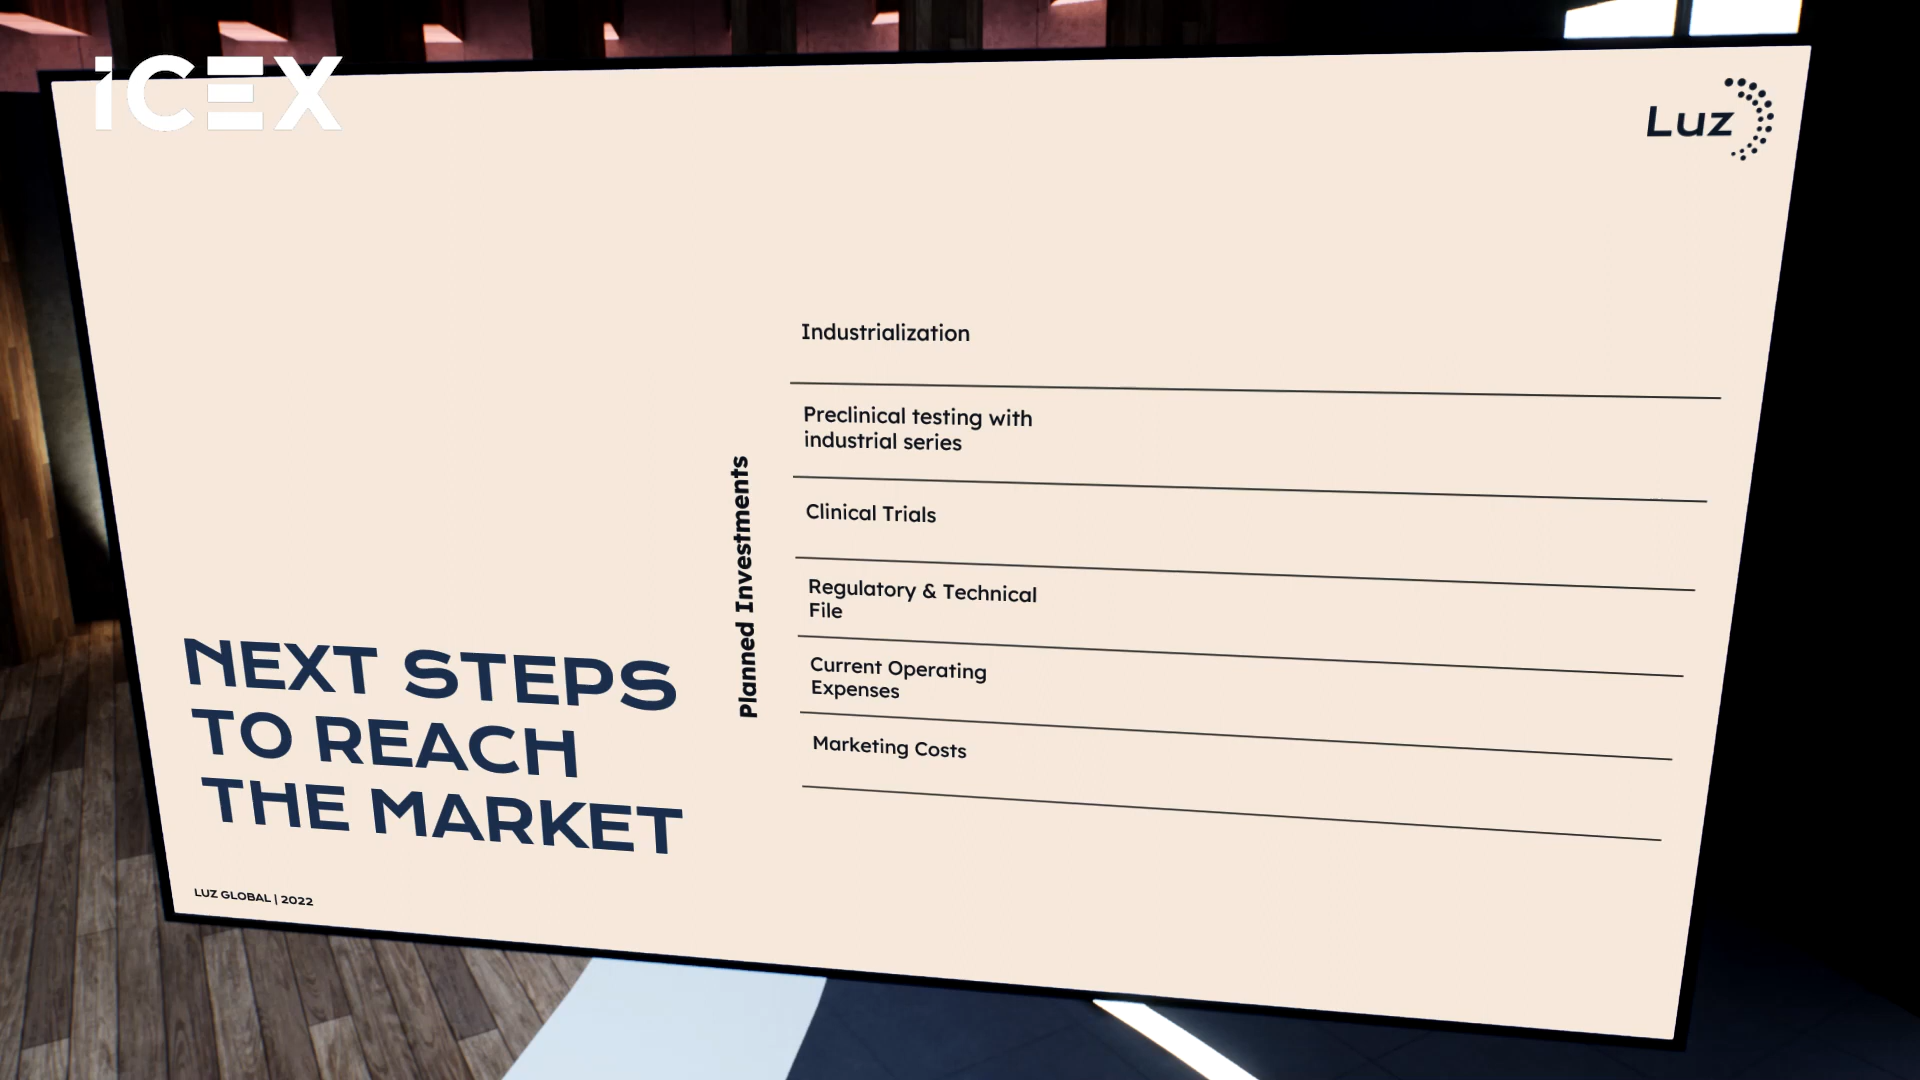 iCEX
Luz
Industrialization
Preclinical testing with
industrial series
Clinical Trials
Regulatory & Technical
File
Current Operating
Expenses
Marketing Costs
Planned Investments
NEXT STEPS
TO REACH
THE MARKET
LUZ GLOBAL | 2022